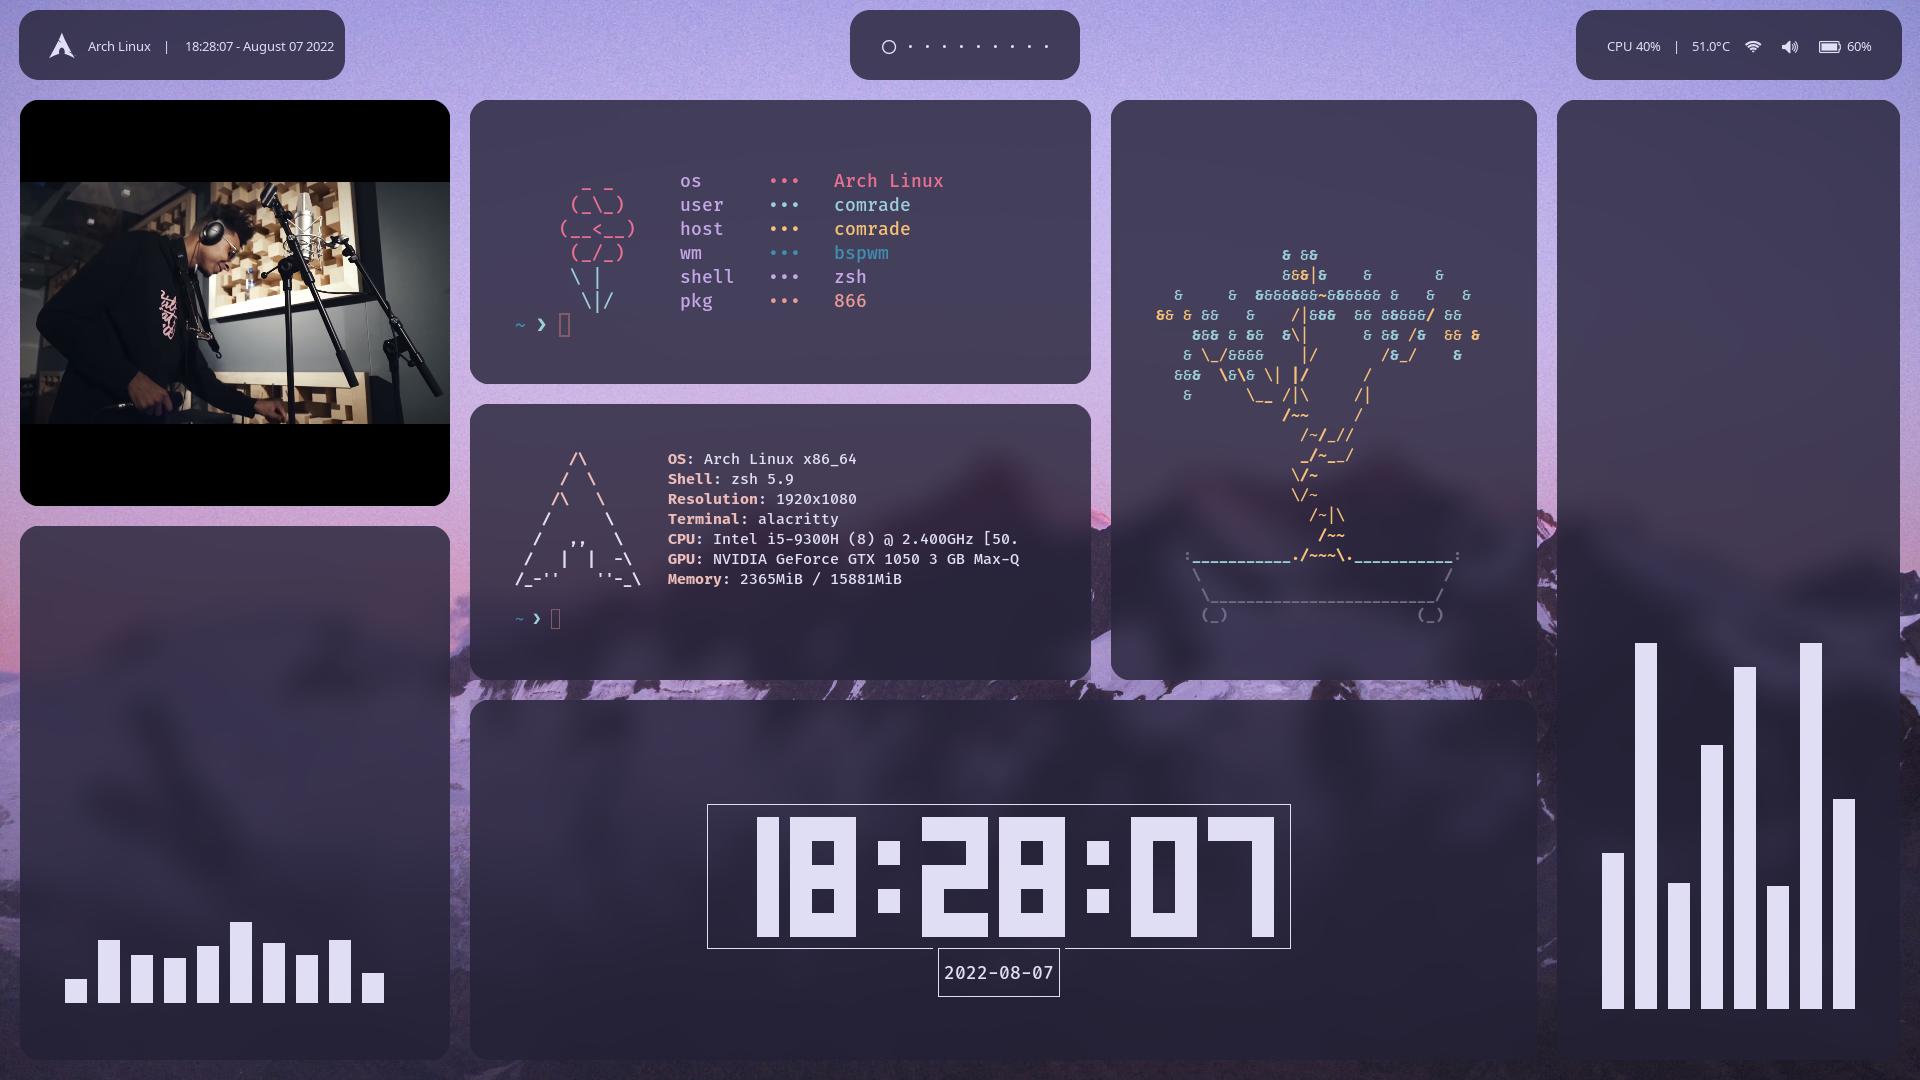 Arch Linux | 18:28:07 - August 07 2022
CPU 40% | 51.0°C 60%
os ••• Arch Linux
user ••• comrade
host ••• comrade
wm ••• bspwm
shell ••• zsh
pkg ••• 866
~ ❯
OS: Arch Linux x86_64
Shell: zsh 5.9
Resolution: 1920x1080
Terminal: alacritty
CPU: Intel i5-9300H (8) @ 2.400GHz [50.
GPU: NVIDIA GeForce GTX 1050 3 GB Max-Q
Memory: 2365MiB / 15881MiB
~ ❯
18:28:07
2022-08-07